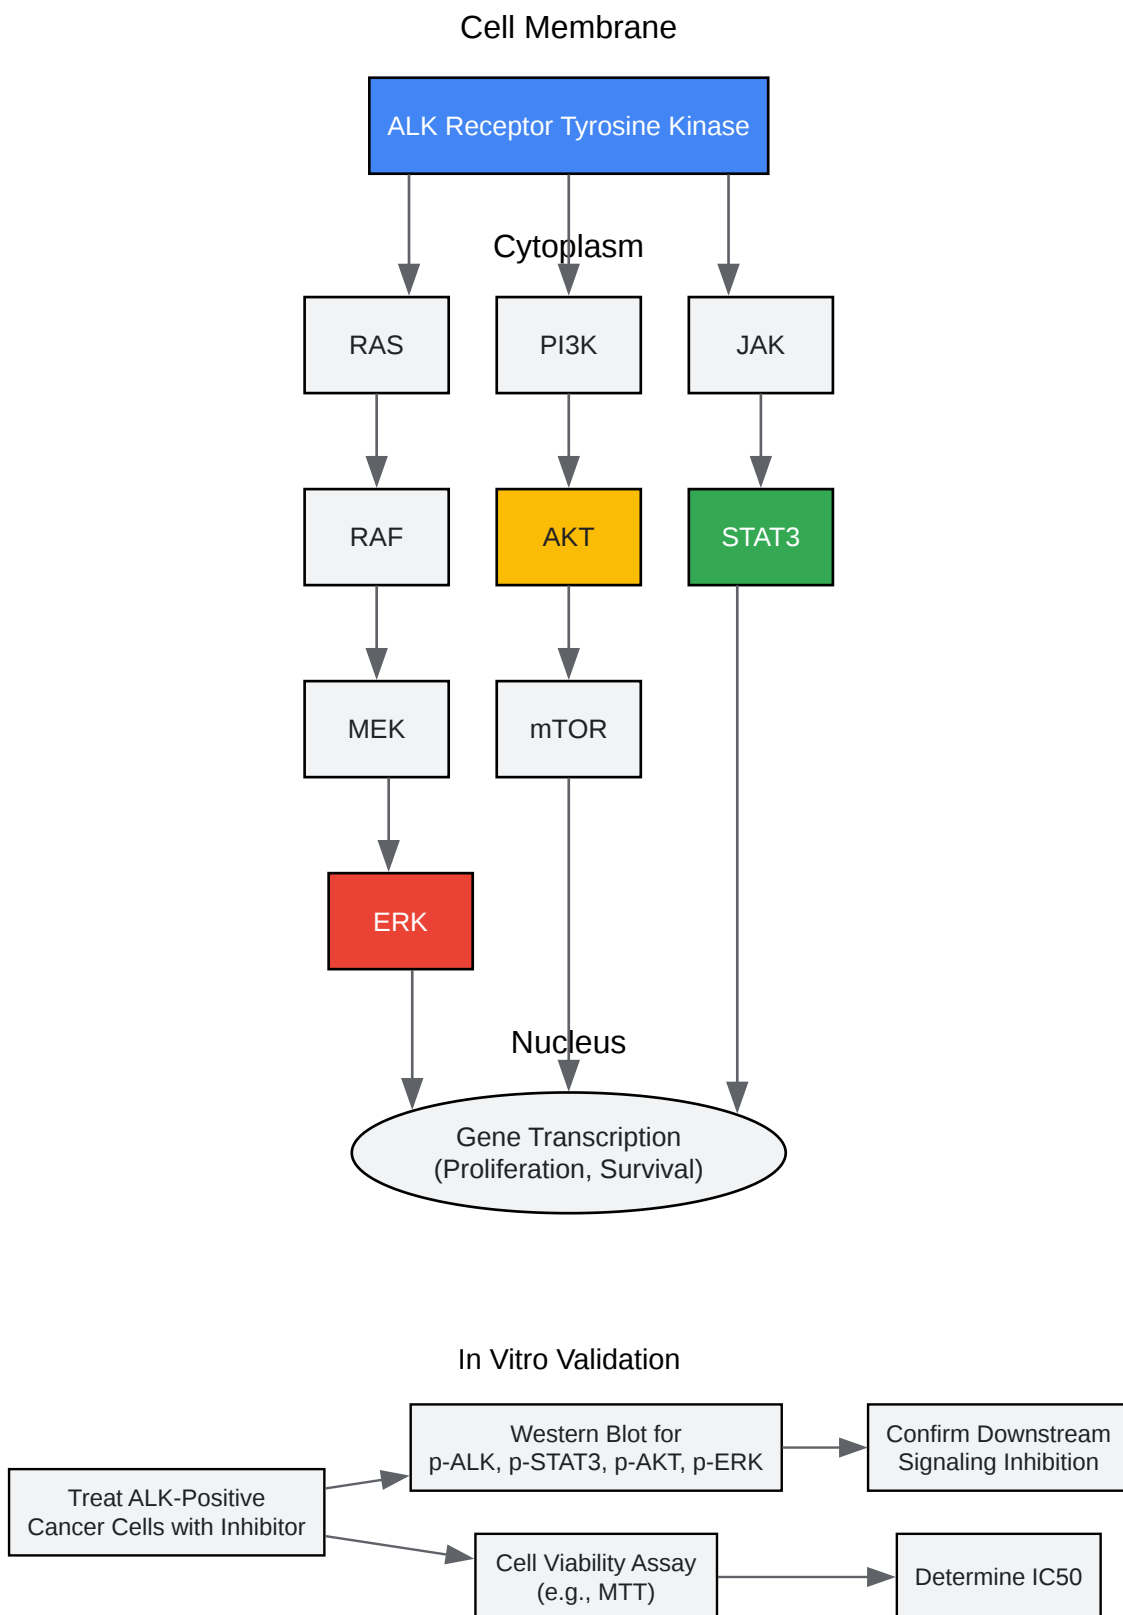 Cell Membrane
ALK Receptor Tyrosine Kinase
Cytoplasm
RAS
PI3K
JAK
RAF
AKT
STAT3
MEK
mTOR
ERK
Nucleus
Gene Transcription
(Proliferation, Survival)
In Vitro Validation
Treat ALK-Positive
Cancer Cells with Inhibitor
Western Blot for
p-ALK, p-STAT3, p-AKT, p-ERK
Confirm Downstream
Signaling Inhibition
Cell Viability Assay
(e.g., MTT)
Determine IC50